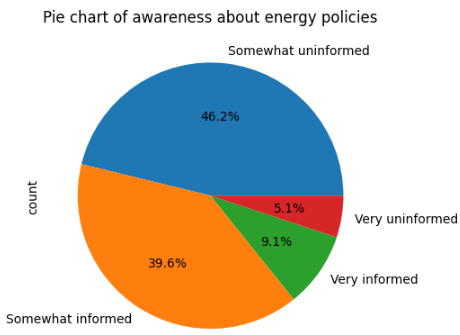 Pie chart of awareness about energy policies
Somewhat uninformed
46.2%
count
5.1%
Very uninformed
9.1%
39.6%
Very informed
Somewhat informed